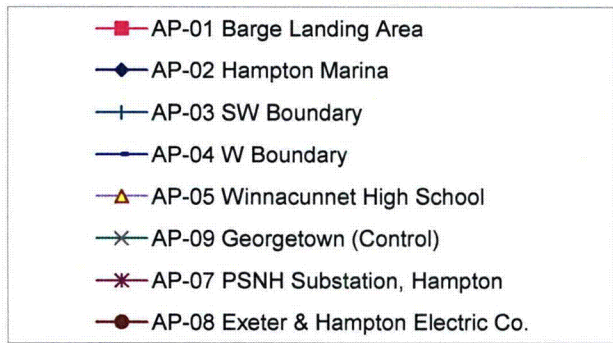 AP-01 Barge Landing Area
AP-02 Hampton Marina
AP-03 SW Boundary
AP-04 W Boundary
AP-05 Winnacunnet High School
AP-09 Georgetown (Control)
AP-07 PSNH Substation, Hampton
AP-08 Exeter & Hampton Electric Co.